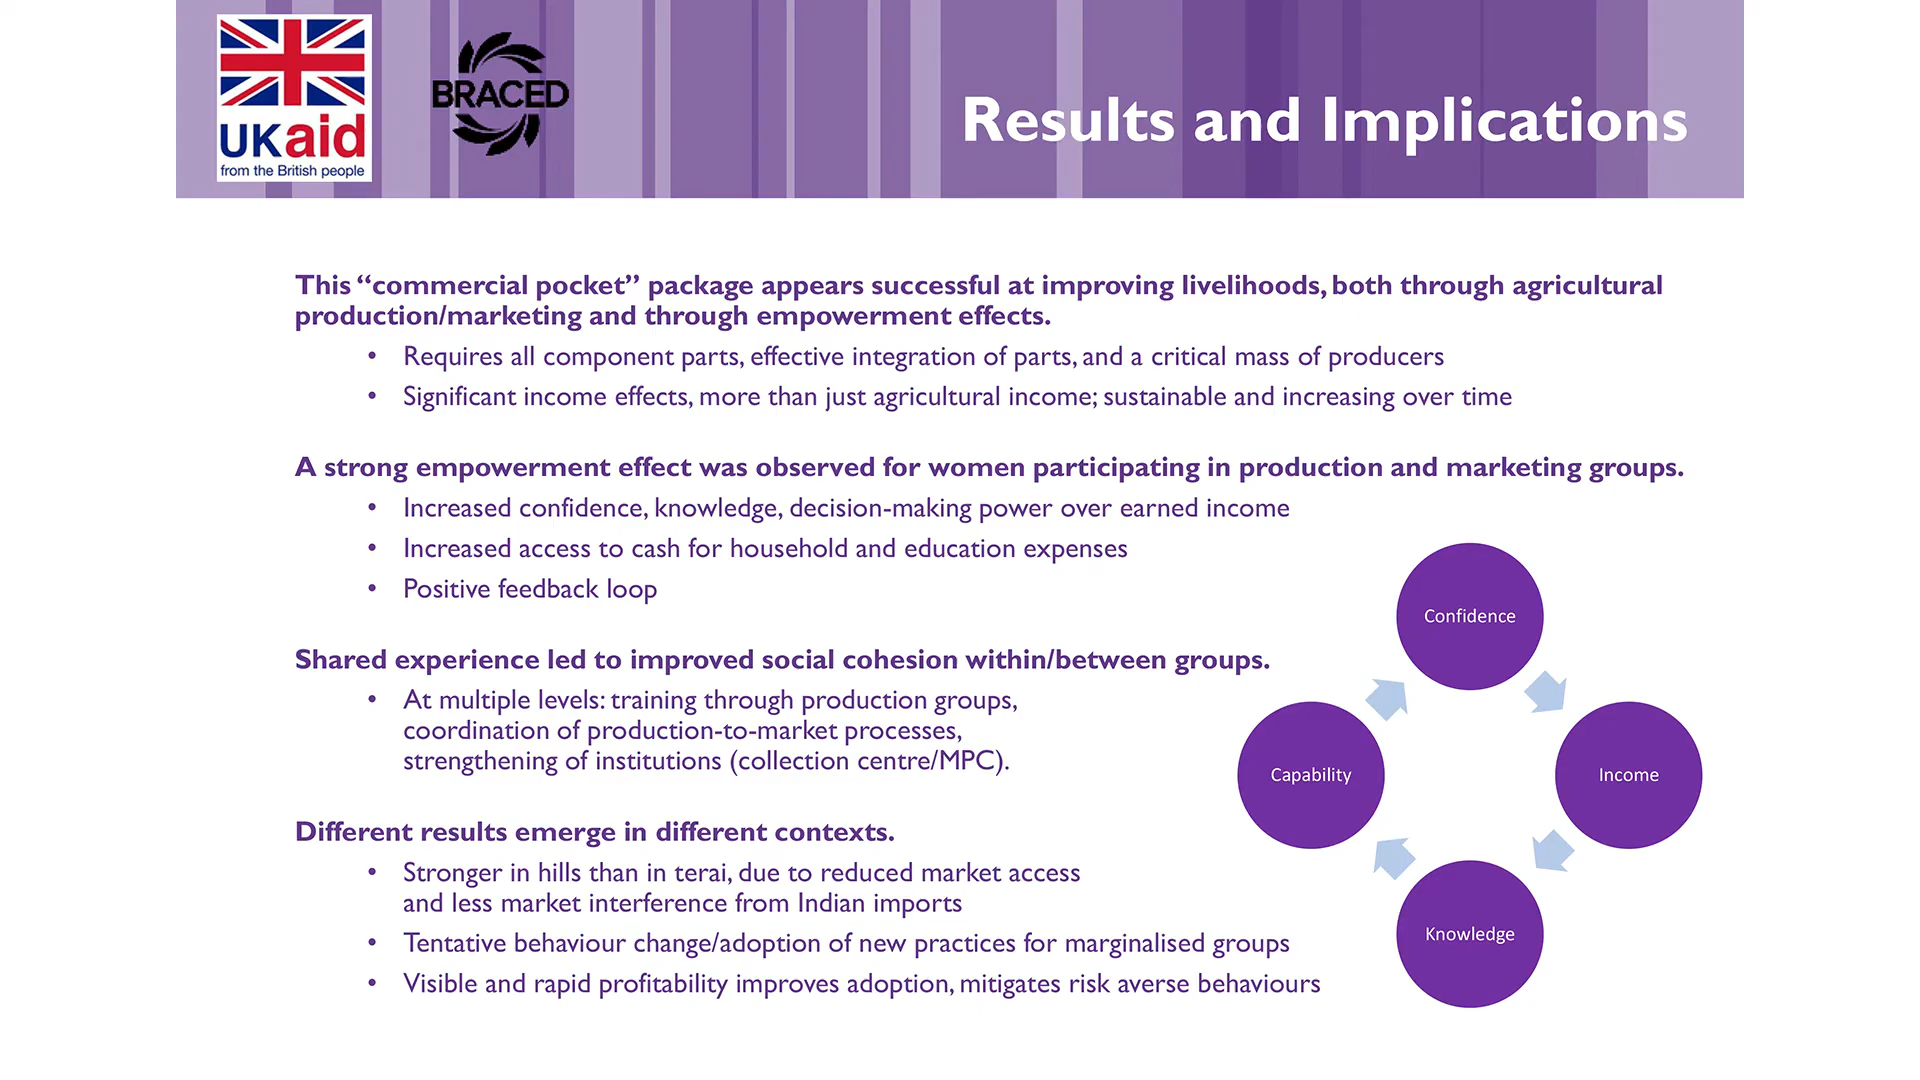 UKaid
from the British people
BRACED
Results and Implications
This “commercial pocket” package appears successful at improving livelihoods, both through agricultural
production/marketing and through empowerment effects.
• Requires all component parts, effective integration of parts, and a critical mass of producers
• Significant income effects, more than just agricultural income; sustainable and increasing over time
A strong empowerment effect was observed for women participating in production and marketing groups.
• Increased confidence, knowledge, decision-making power over earned income
• Increased access to cash for household and education expenses
• Positive feedback loop
Shared experience led to improved social cohesion within/between groups.
• At multiple levels: training through production groups,
coordination of production-to-market processes,
strengthening of institutions (collection centre/MPC).
Different results emerge in different contexts.
• Stronger in hills than in terai, due to reduced market access
and less market interference from Indian imports
• Tentative behaviour change/adoption of new practices for marginalised groups
• Visible and rapid profitability improves adoption, mitigates risk averse behaviours
Confidence
Income
Knowledge
Capability